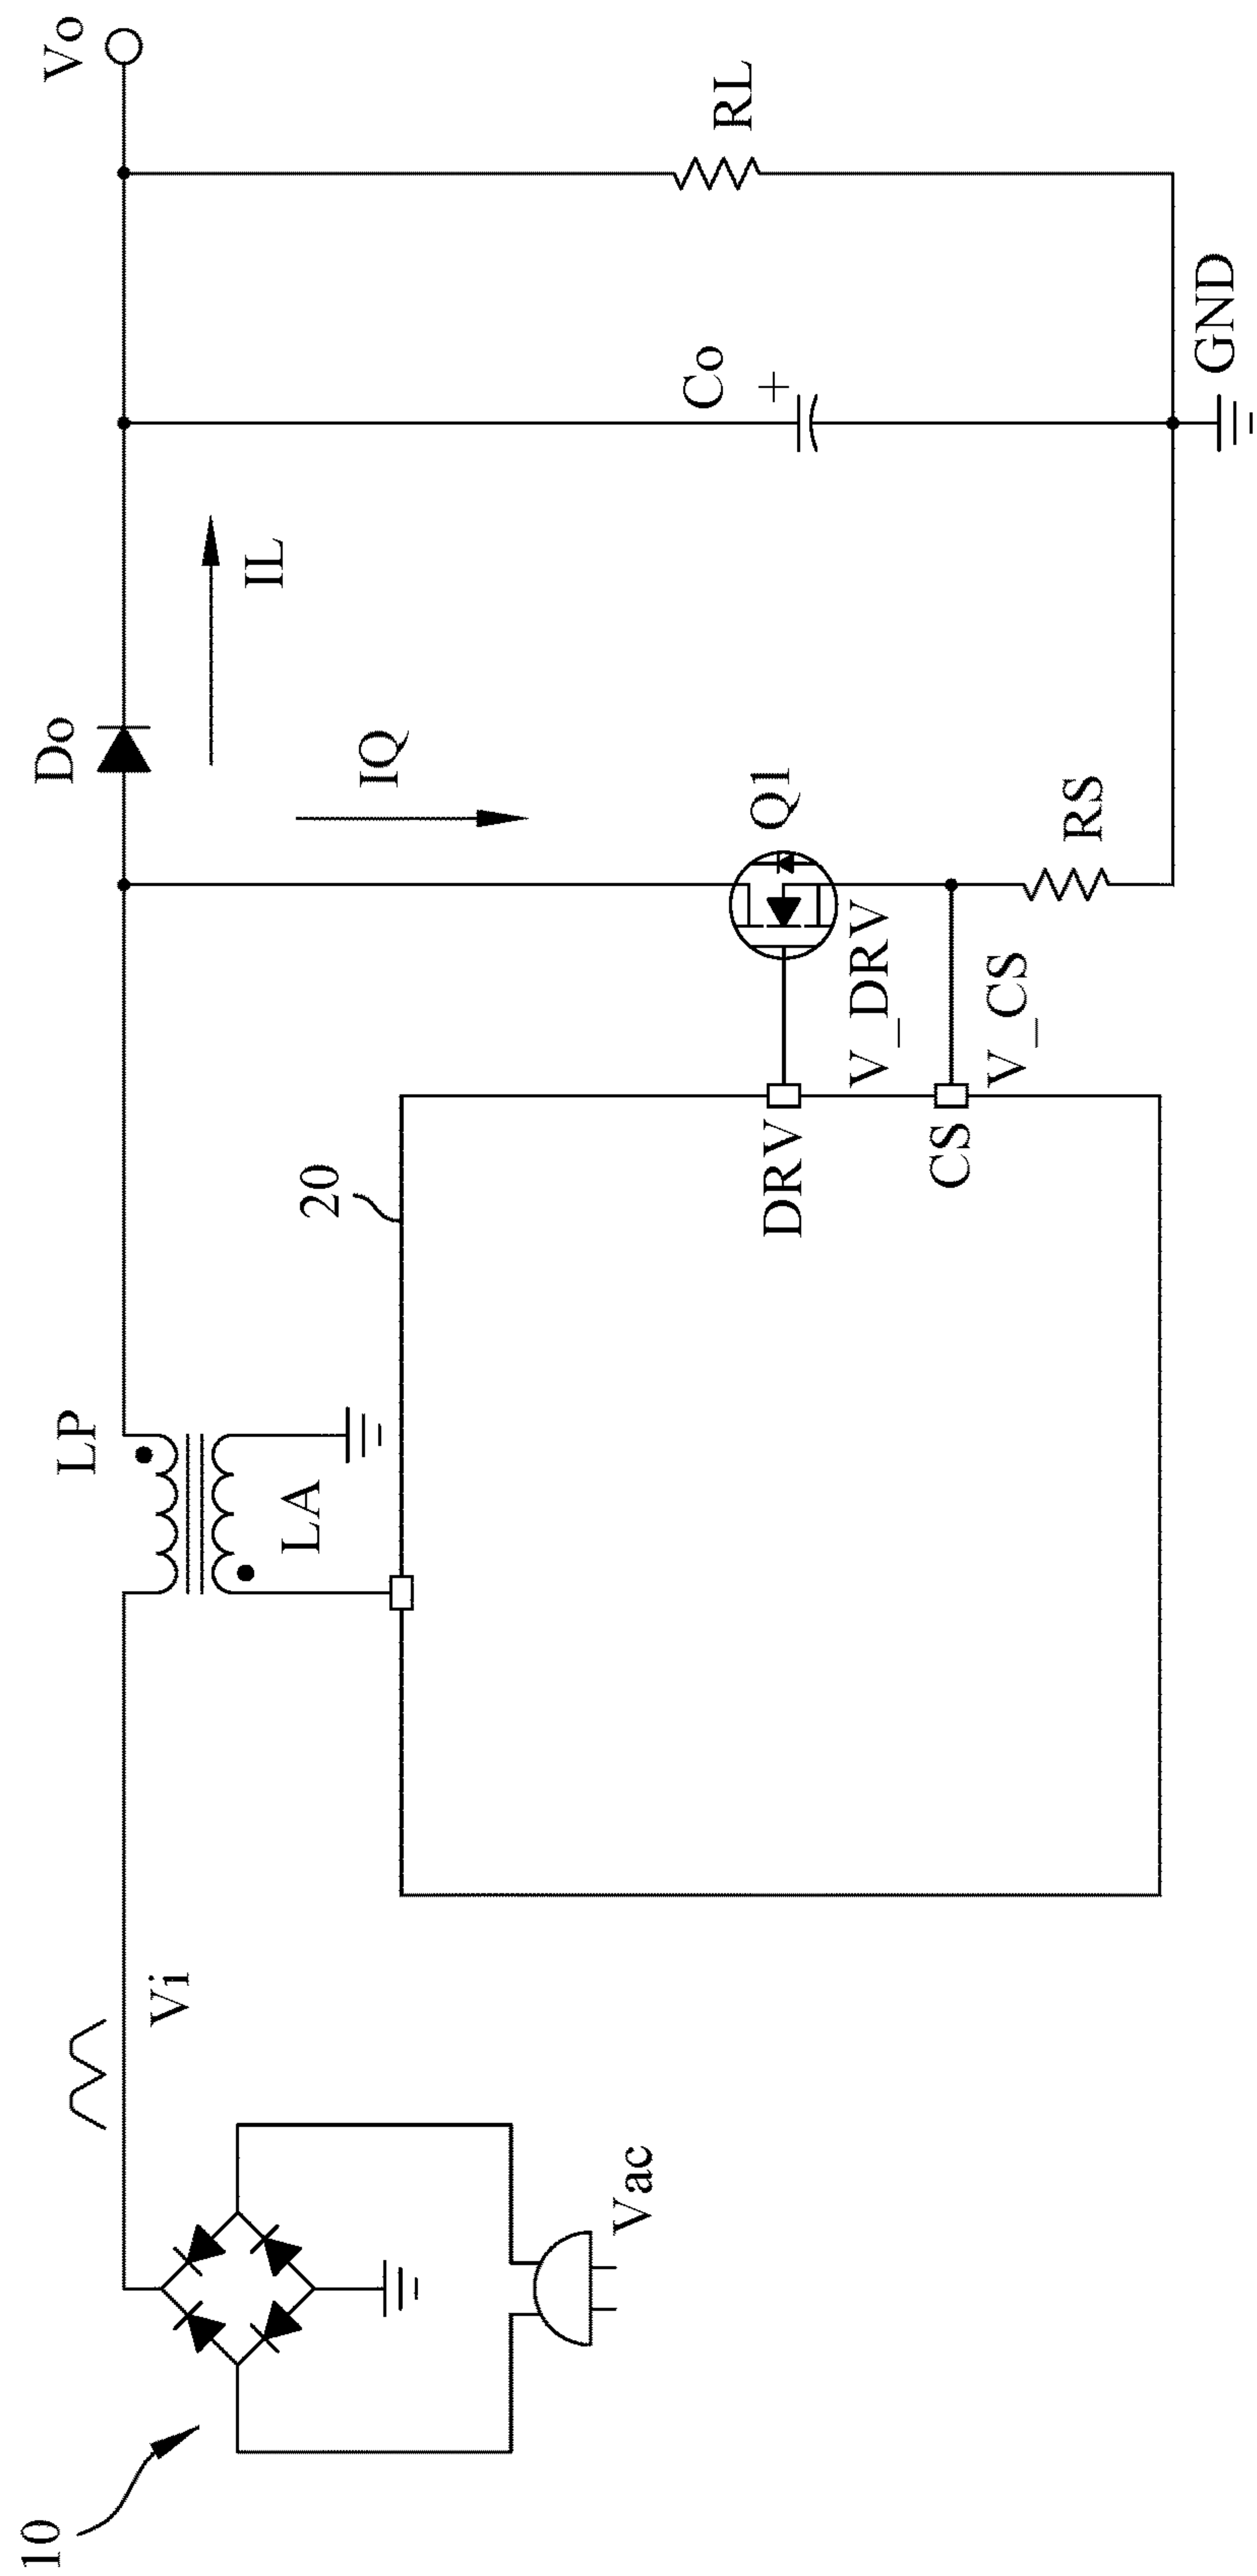 10
Vac
Vi
LP
LA
20
DRV
CS
V_DRV
V_CS
Q1
RS
IQ
Do
IL
Co
+
RL
GND
Vo